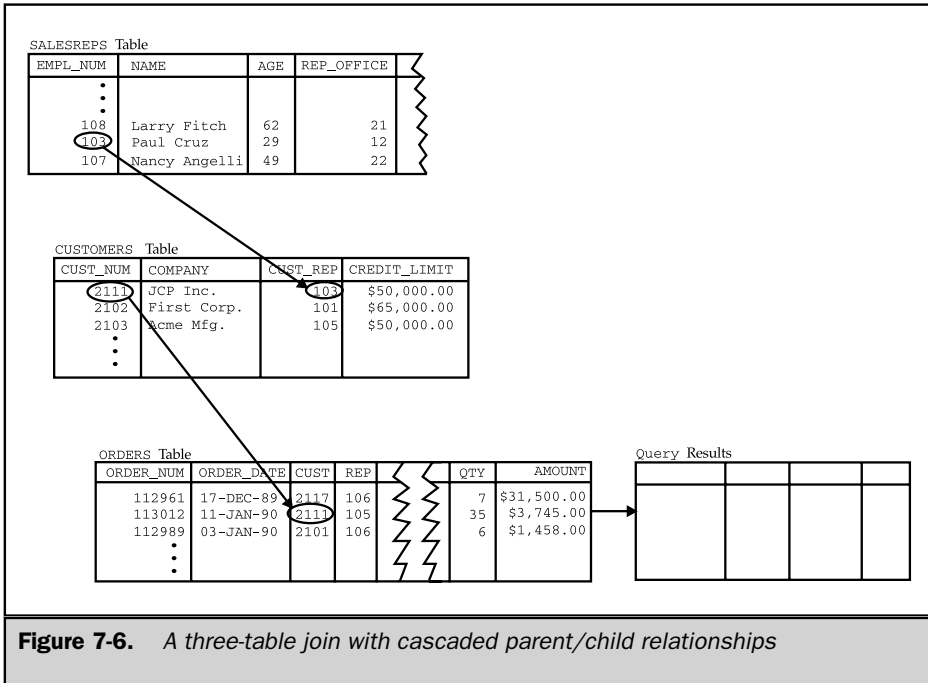 SALESREPS Table
EMPL_NUM NAME AGE REP_OFFICE
108 Larry Fitch 62 21
103 Paul Cruz 29 12
107 Nancy Angelli 49 22
CUSTOMERS Table
CUST_NUM COMPANY CUST_REP CREDIT_LIMIT
2111 JCP Inc. 103 $50,000.00
2102 First Corp. 101 $65,000.00
2103 Acme Mfg. 105 $50,000.00
ORDERS Table
ORDER_NUM ORDER_DATE CUST REP QTY AMOUNT
112961 17-DEC-89 2117 106 7 $31,500.00
113012 11-JAN-90 2111 105 35 $3,745.00
112989 03-JAN-90 2101 106 6 $1,458.00
Query Results
Figure 7-6. A three-table join with cascaded parent/child relationships